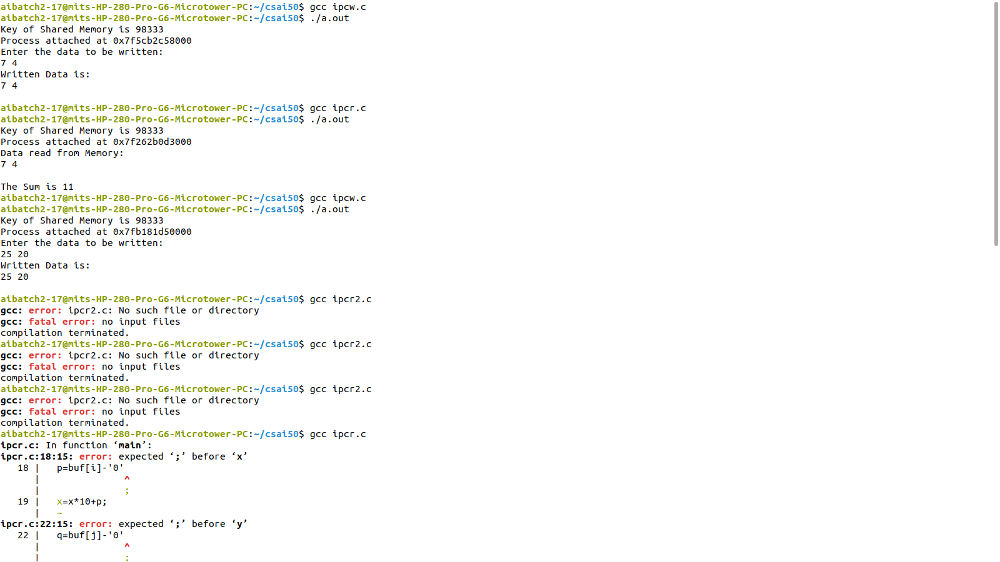 aibatch2-17@mits-HP-280-Pro-G6-Microtower-PC:~/csai50$ gcc ipcw.c
aibatch2-17@mits-HP-280-Pro-G6-Microtower-PC:~/csai50$ ./a.out
Key of Shared Memory is 98333
Process attached at 0x7f5cb2c58000
Enter the data to be written:
7 4
Written Data is:
7 4

aibatch2-17@mits-HP-280-Pro-G6-Microtower-PC:~/csai50$ gcc ipcr.c
aibatch2-17@mits-HP-280-Pro-G6-Microtower-PC:~/csai50$ ./a.out
Key of Shared Memory is 98333
Process attached at 0x7f262b0d3000
Data read from Memory:
7 4

The Sum is 11
aibatch2-17@mits-HP-280-Pro-G6-Microtower-PC:~/csai50$ gcc ipcw.c
aibatch2-17@mits-HP-280-Pro-G6-Microtower-PC:~/csai50$ ./a.out
Key of Shared Memory is 98333
Process attached at 0x7fb181d50000
Enter the data to be written:
25 20
Written Data is:
25 20

aibatch2-17@mits-HP-280-Pro-G6-Microtower-PC:~/csai50$ gcc ipcr2.c
gcc: error: ipcr2.c: No such file or directory
gcc: fatal error: no input files
compilation terminated.
aibatch2-17@mits-HP-280-Pro-G6-Microtower-PC:~/csai50$ gcc ipcr2.c
gcc: error: ipcr2.c: No such file or directory
gcc: fatal error: no input files
compilation terminated.
aibatch2-17@mits-HP-280-Pro-G6-Microtower-PC:~/csai50$ gcc ipcr2.c
gcc: error: ipcr2.c: No such file or directory
gcc: fatal error: no input files
compilation terminated.
aibatch2-17@mits-HP-280-Pro-G6-Microtower-PC:~/csai50$ gcc ipcr.c
ipcr.c: In function ‘main’:
ipcr.c:18:15: error: expected ‘;’ before ‘x’
   18 |   p=buf[i]-'0'
      |               ^
      |               ;
   19 |   x=x*10+p;
      |   ~
ipcr.c:22:15: error: expected ‘;’ before ‘y’
   22 |   q=buf[j]-'0'
      |               ^
      |               ;